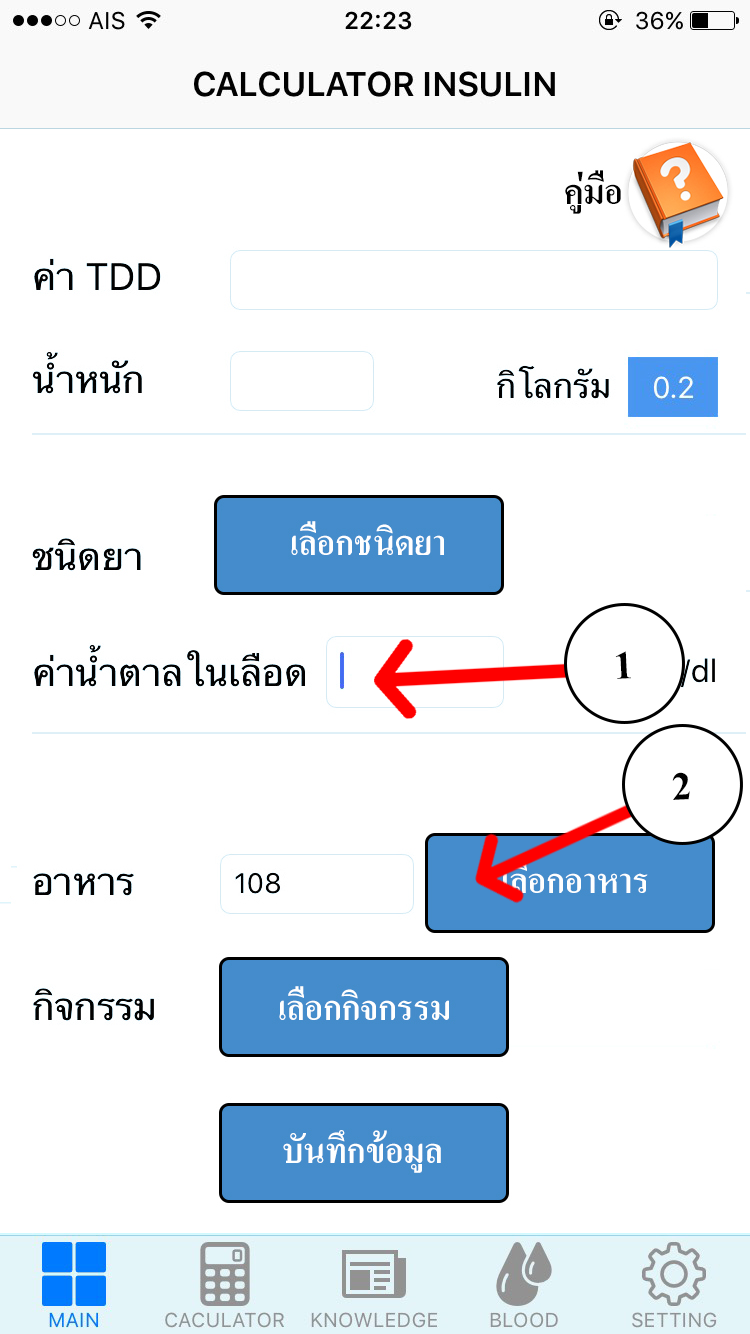 AIS 22:23 36%
CALCULATOR INSULIN
คู่มือ
ค่า TDD
น้ำหนัก กิโลกรัม 0.2
ชนิดยา เลือกชนิดยา
ค่าน้ำตาลในเลือด 1 /dl
2
อาหาร 108 เลือกอาหาร
กิจกรรม เลือกกิจกรรม
บันทึกข้อมูล
MAIN CACULATOR KNOWLEDGE BLOOD SETTING